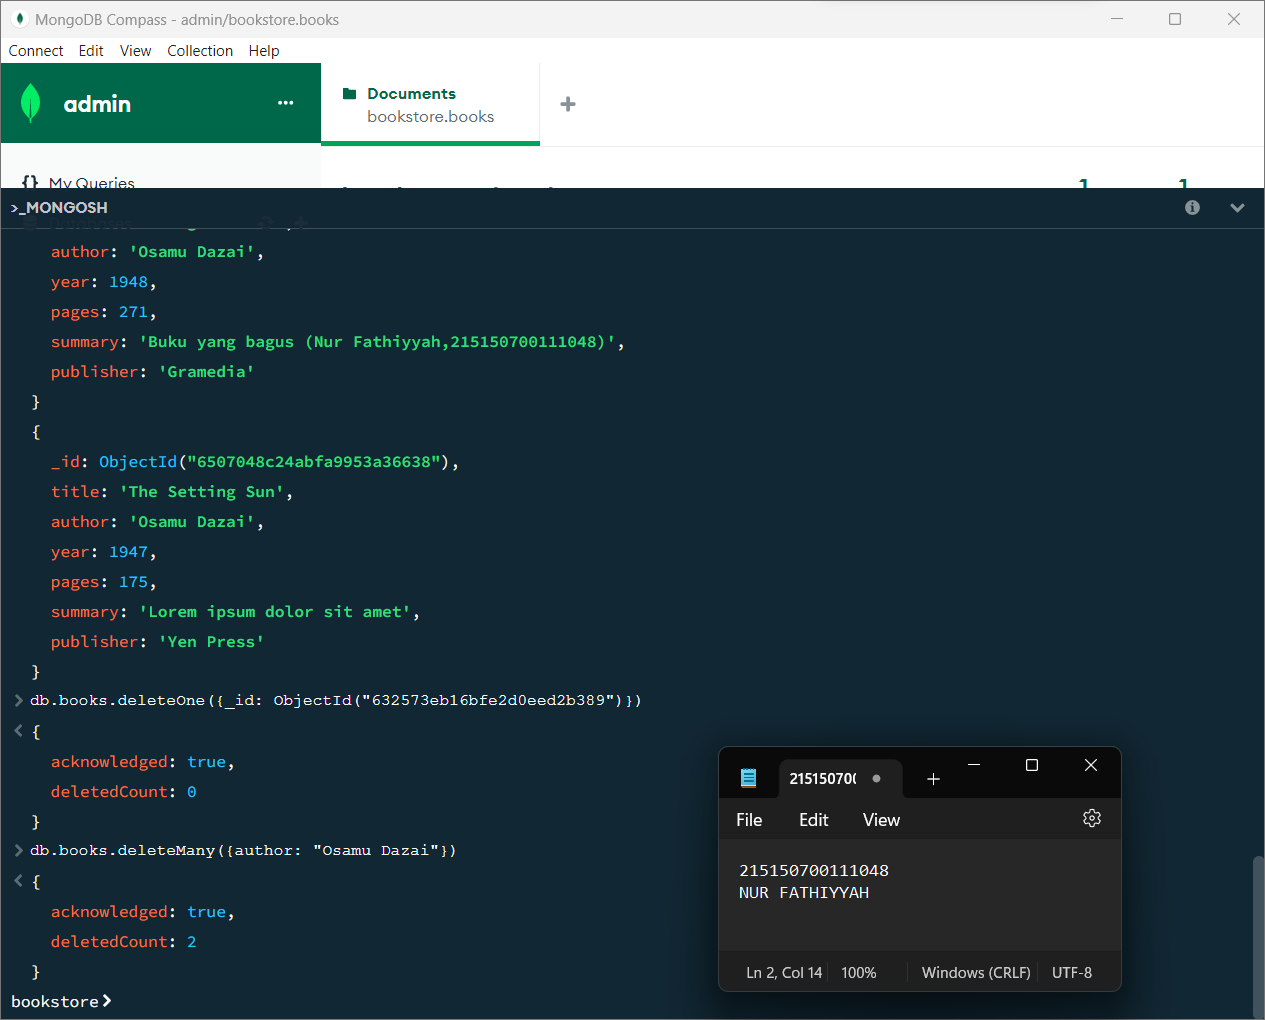 MongoDB Compass - admin/bookstore.books
Connect Edit View Collection Help
admin ...
Documents
bookstore.books
{} My Queries
1 1
>_MONGOSH
author: 'Osamu Dazai',
year: 1948,
pages: 271,
summary: 'Buku yang bagus (Nur Fathiyyah,215150700111048)',
publisher: 'Gramedia'
}
{
_id: ObjectId("6507048c24abfa9953a36638"),
title: 'The Setting Sun',
author: 'Osamu Dazai',
year: 1947,
pages: 175,
summary: 'Lorem ipsum dolor sit amet',
publisher: 'Yen Press'
}
> db.books.deleteOne({_id: ObjectId("632573eb16bfe2d0eed2b389")})
< {
acknowledged: true,
deletedCount: 0
}
> db.books.deleteMany({author: "Osamu Dazai"})
< {
acknowledged: true,
deletedCount: 2
}
bookstore>
21515070
File Edit View
215150700111048
NUR FATHIYYAH
Ln 2, Col 14 100% Windows (CRLF) UTF-8